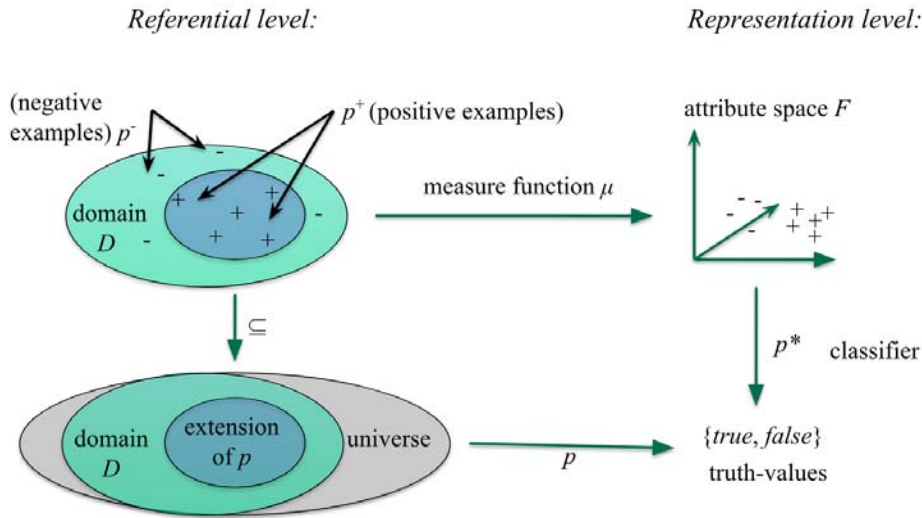 Referential level:
Representation level:
(negative
examples) p-
p+ (positive examples)
attribute space F
domain
D
measure function μ
- - - - -
+ + + + + +
- - - - -
+ + + + +
⊆
p*
classifier
domain
D
extension
of p
universe
p
{true, false}
truth-values